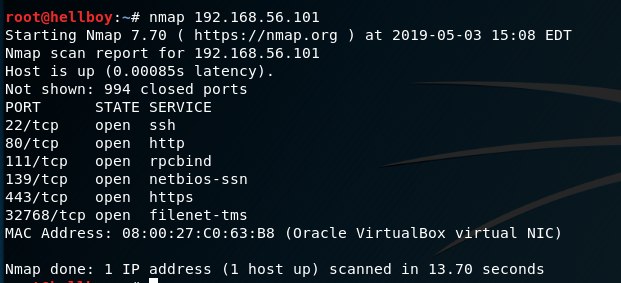 root@hellboy:~# nmap 192.168.56.101
Starting Nmap 7.70 ( https://nmap.org ) at 2019-05-03 15:08 EDT
Nmap scan report for 192.168.56.101
Host is up (0.00085s latency).
Not shown: 994 closed ports
PORT      STATE SERVICE
22/tcp    open  ssh
80/tcp    open  http
111/tcp   open  rpcbind
139/tcp   open  netbios-ssn
443/tcp   open  https
32768/tcp open  filenet-tms
MAC Address: 08:00:27:C0:63:B8 (Oracle VirtualBox virtual NIC)
Nmap done: 1 IP address (1 host up) scanned in 13.70 seconds
root@hellboy:~#